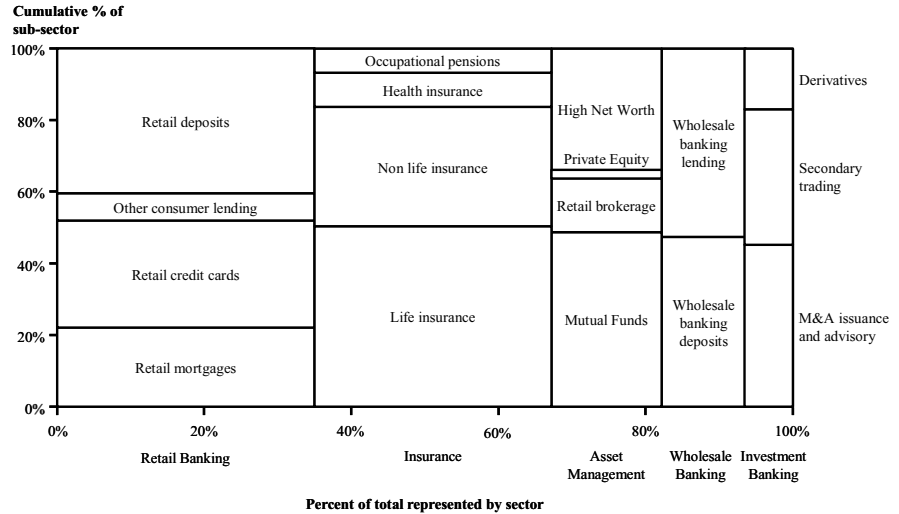 Cumulative % of
sub-sector
100%
80%
60%
40%
20%
0%
Retail deposits
Other consumer lending
Retail credit cards
Retail mortgages
Occupational pensions
Health insurance
Non life insurance
Life insurance
High Net Worth
Private Equity
Retail brokerage
Mutual Funds
Wholesale
banking
lending
Wholesale
banking
deposits
Derivatives
Secondary
trading
M&A issuance
and advisory
0%
20%
40%
60%
80%
100%
Retail Banking
Insurance
Asset
Management
Wholesale
Banking
Investment
Banking
Percent of total represented by sector